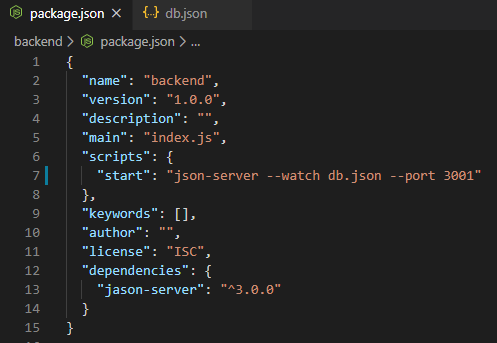 package.json × {..} db.json
backend > package.json > ...
1 {
2 "name": "backend",
3 "version": "1.0.0",
4 "description": "",
5 "main": "index.js",
6 "scripts": {
7 "start": "json-server --watch db.json --port 3001"
8 },
9 "keywords": [],
10 "author": "",
11 "license": "ISC",
12 "dependencies": {
13 "jason-server": "^3.0.0"
14 }
15 }